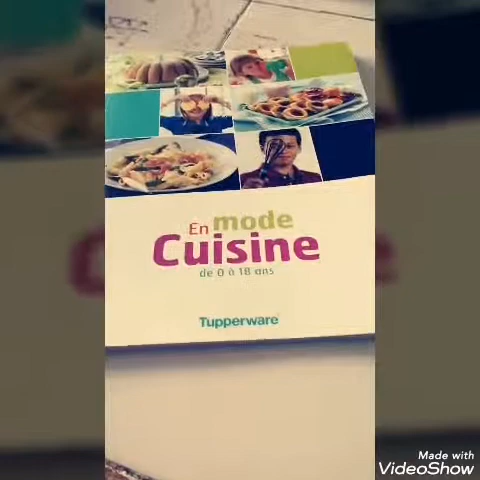 En mode
Cuisine
de 0 à 18 ans
Tupperware
Made with
VideoShow